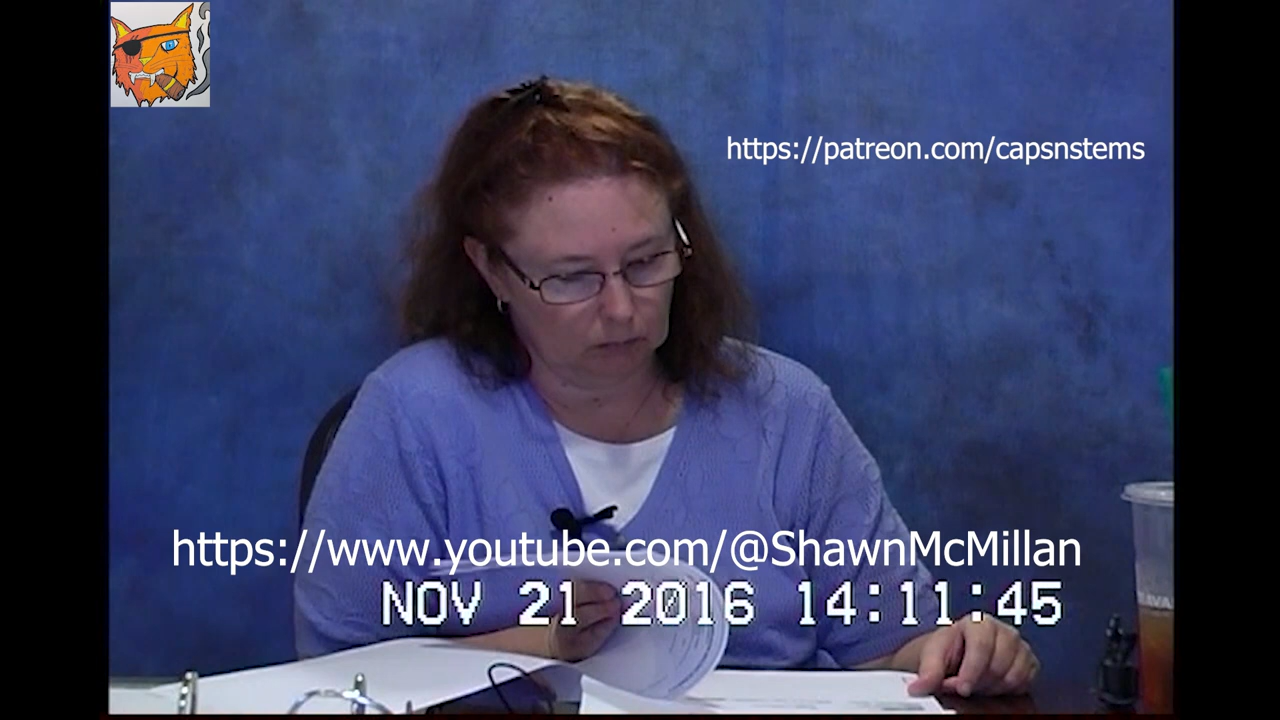 https://patreon.com/capsnstems
https://www.youtube.com/@ShawnMcMillan
NOV 21 2016 14:11:45